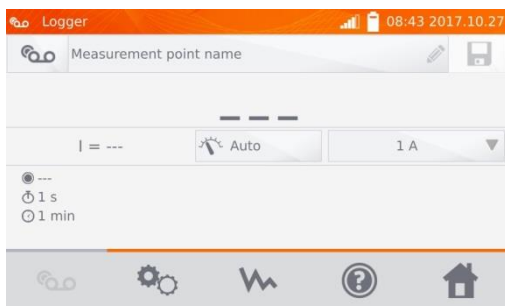 Logger 08:43 2017.10.27
Measurement point name
— — —
I = --- Auto 1 A
---
1 s
1 min